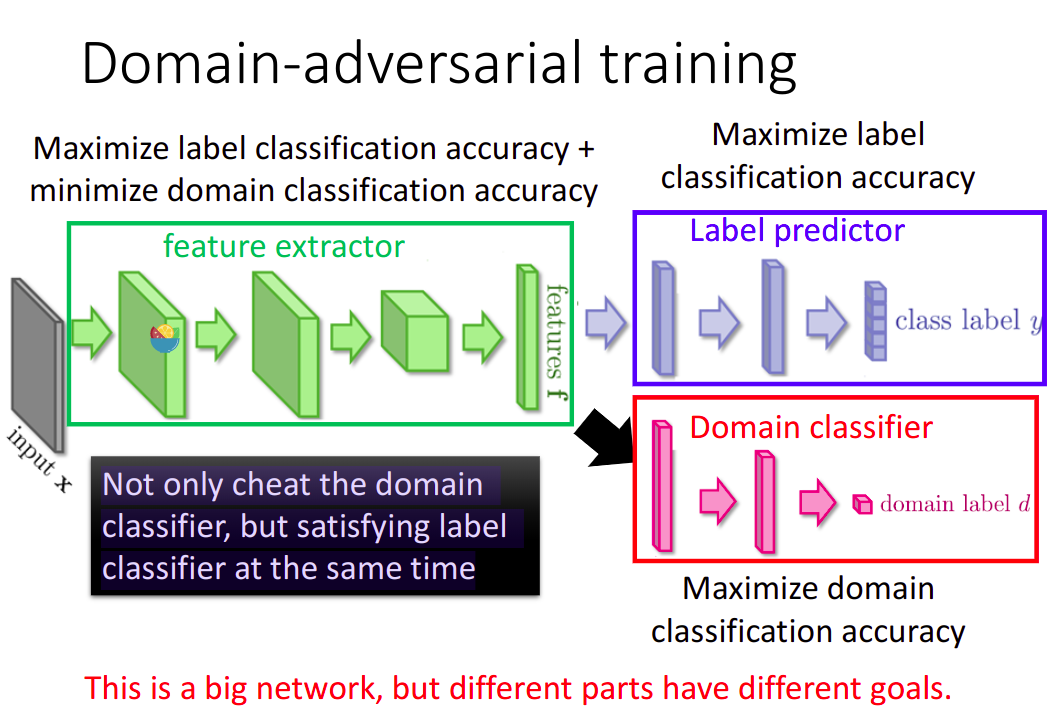 Domain-adversarial training
Maximize label classification accuracy +
minimize domain classification accuracy
Maximize label
classification accuracy
feature extractor
Label predictor
features f
class label y
input x
Domain classifier
domain label d
Not only cheat the domain
classifier, but satisfying label
classifier at the same time
Maximize domain
classification accuracy
This is a big network, but different parts have different goals.